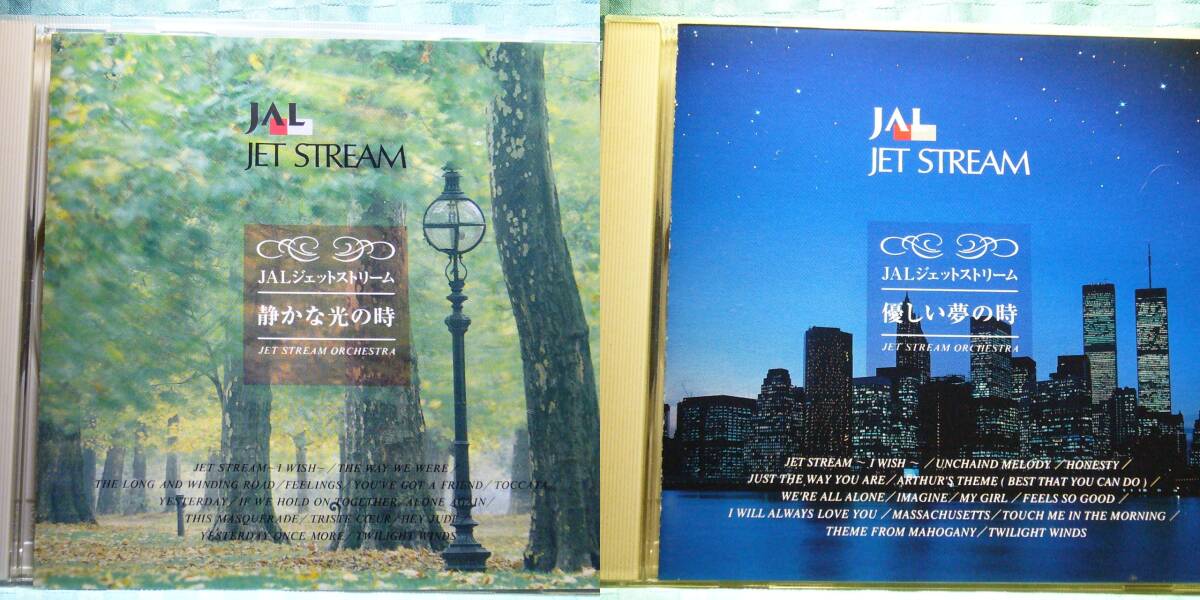 JAL
JET STREAM
JALジェットストリーム
静かな光の時
JET STREAM ORCHESTRA
JET STREAM~I WISH~/THE WAY WE WERE/
THE LONG AND WINDING ROAD/FEELINGS/YOU'VE GOT A FRIEND/TOCCATA
YESTERDAY/IF WE HOLD ON TOGETHER/ALONE AGAIN/
THIS MASQUERADE/TRISTE CŒUR/HEY JUDE/
YESTERDAY ONCE MORE/TWILIGHT WINDS
JAL
JET STREAM
JALジェットストリーム
優しい夢の時
JET STREAM ORCHESTRA
JET STREAM ~ I WISH ~ /UNCHAIND MELODY /HONESTY/
JUST THE WAY YOU ARE/ARTHUR'S THEME ( BEST THAT YOU CAN DO )/
WE'RE ALL ALONE/IMAGINE/MY GIRL/FEELS SO GOOD/
I WILL ALWAYS LOVE YOU /MASSACHUSETTS/TOUCH ME IN THE MORNING/
THEME FROM MAHOGANY/TWILIGHT WINDS